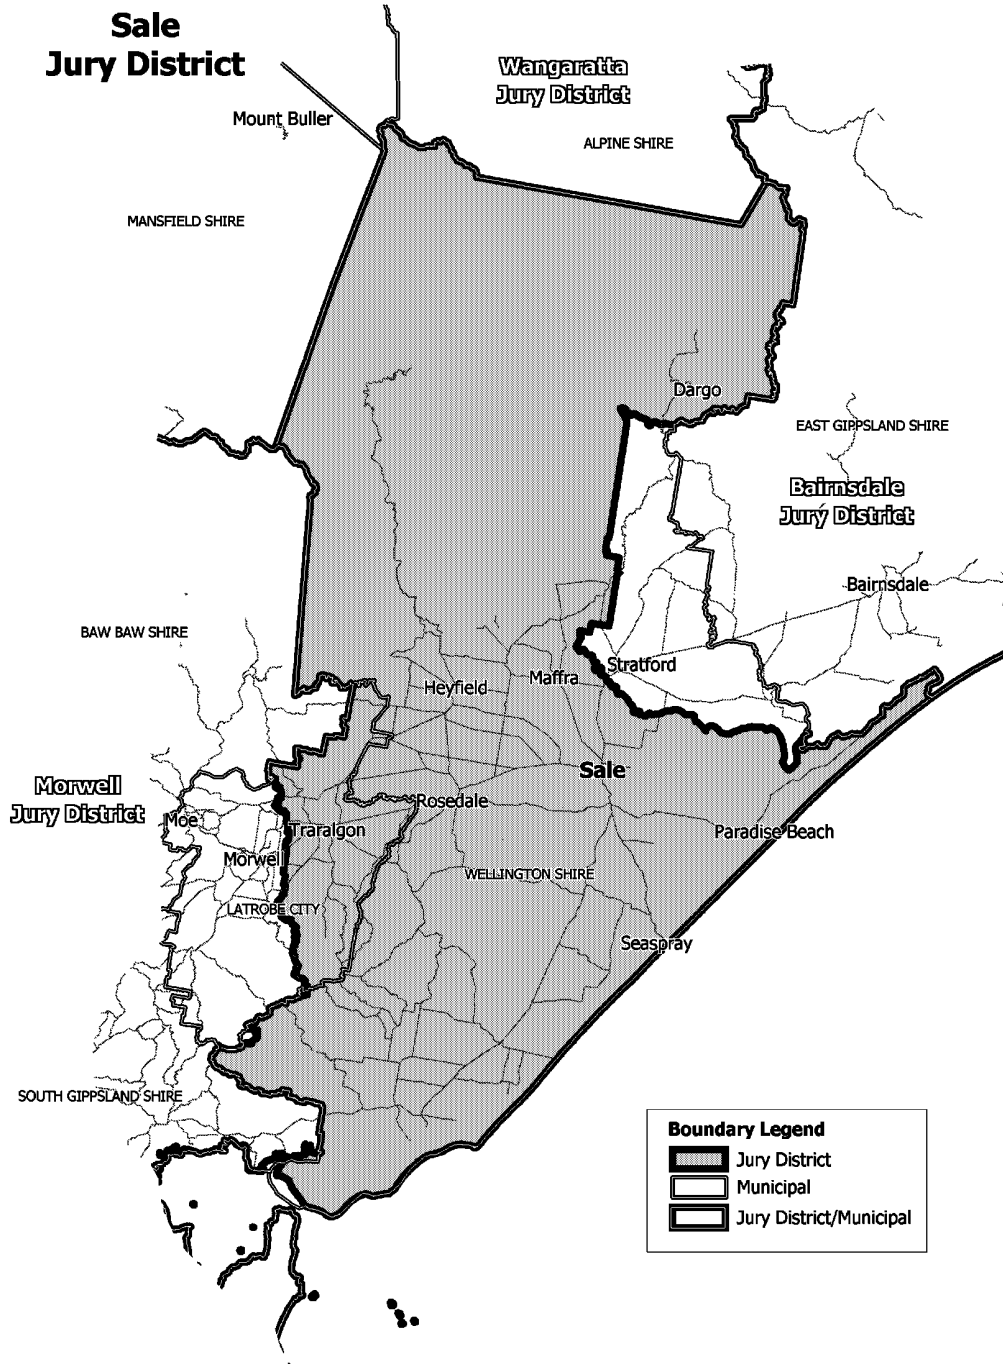 Sale
Jury District
Wangaratta
Jury District
Mount Buller
ALPINE SHIRE
MANSFIELD SHIRE
Dargo
EAST GIPPSLAND SHIRE
Bairnsdale
Jury District
Bairnsdale
BAW BAW SHIRE
Stratford
Maffra
Heyfield
Sale
Morwell
Jury District
Rosedale
Moe
Traralgon
Paradise Beach
Morwell
WELLINGTON SHIRE
LATROBE CITY
Seaspray
SOUTH GIPPSLAND SHIRE
Boundary Legend
Jury District
Municipal
Jury District/Municipal